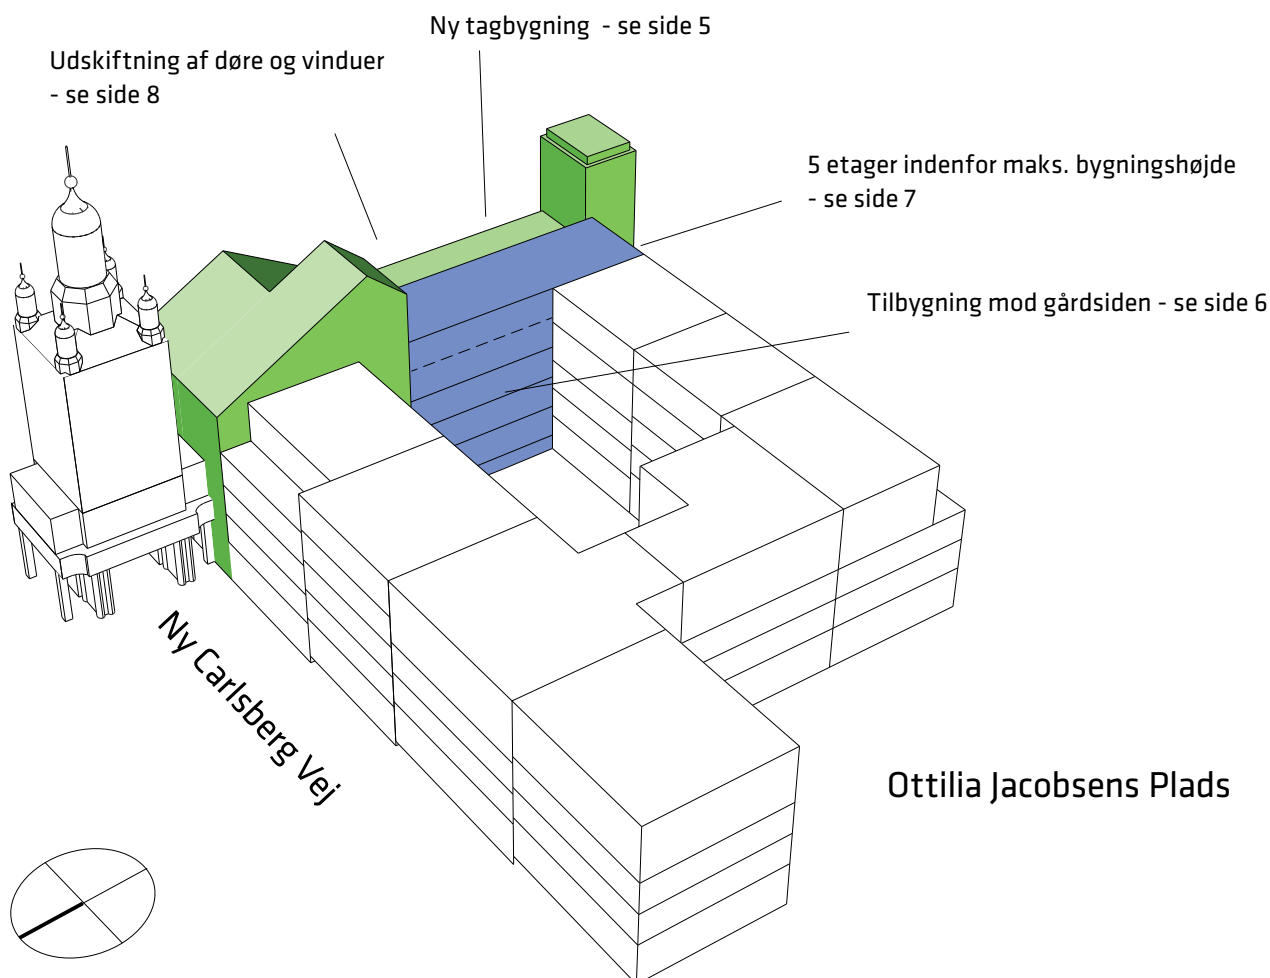 Ny tagbygning - se side 5
Udskiftning af døre og vinduer
- se side 8
5 etager indenfor maks. bygningshøjde
- se side 7
Tilbygning mod gårdsiden - se side 6
Ny Carlsberg Vej
Ottilia Jacobsens Plads